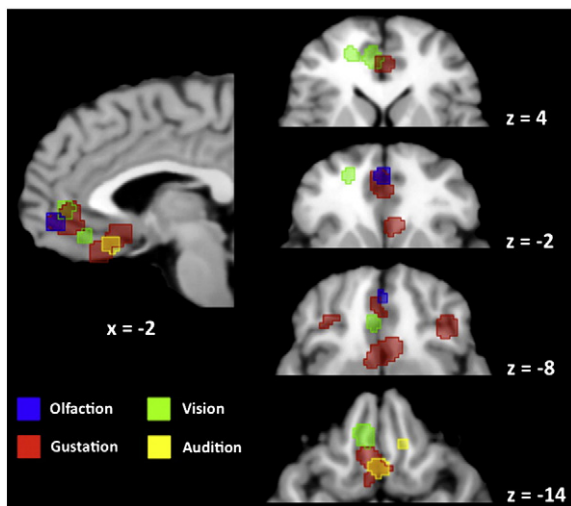 z = 4
z = -2
x = -2
z = -8
Olfaction
Vision
Gustation
Audition
z = -14